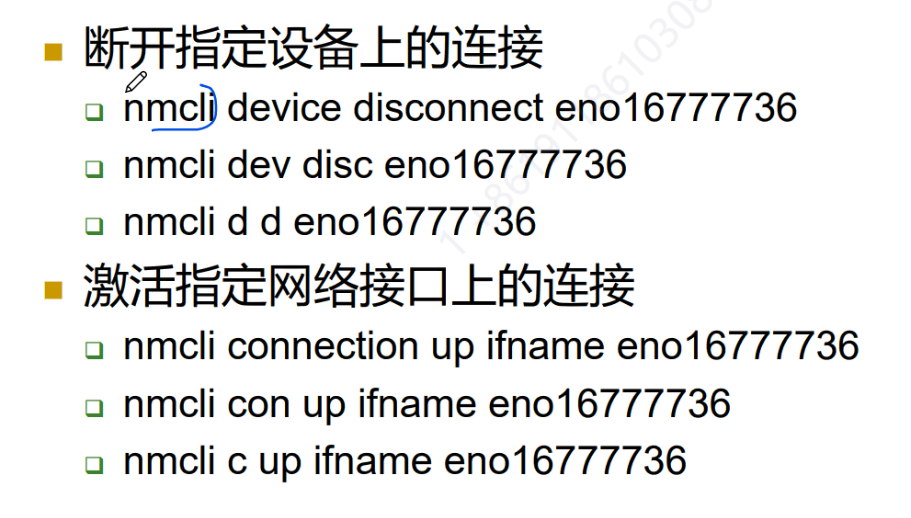 断开指定设备上的连接
nmcli device disconnect eno16777736
nmcli dev disc eno16777736
nmcli d d eno16777736
激活指定网络接口上的连接
nmcli connection up ifname eno16777736
nmcli con up ifname eno16777736
nmcli c up ifname eno16777736